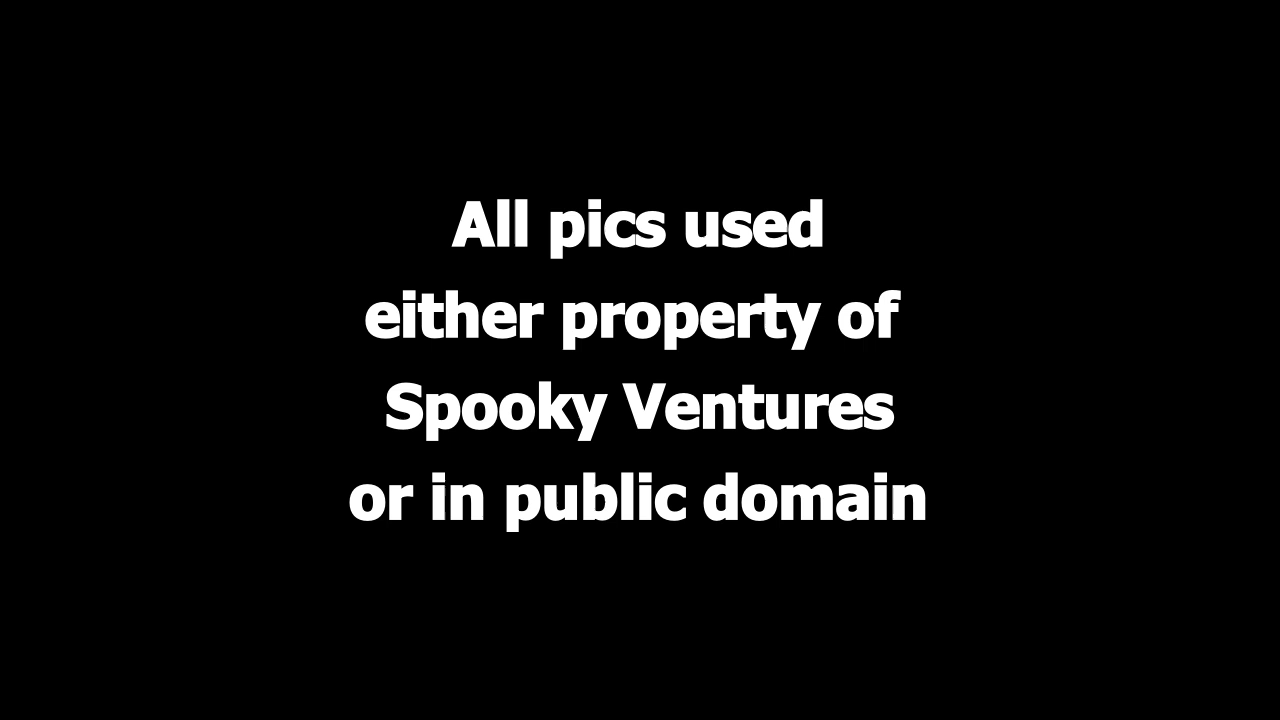 All pics used
either property of
Spooky Ventures
or in public domain